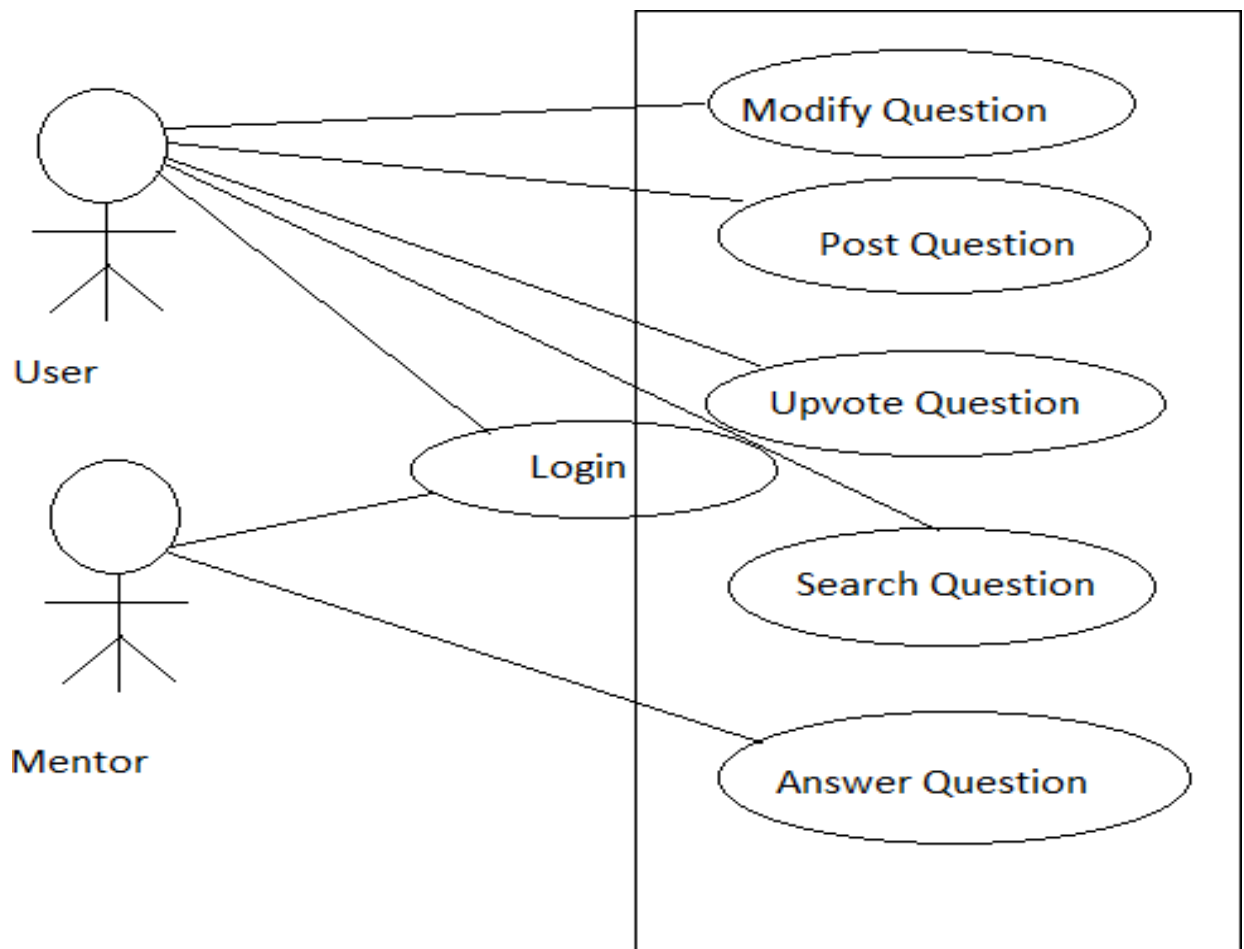 Modify Question
Post Question
User
Upvote Question
Login
Search Question
Mentor
Answer Question